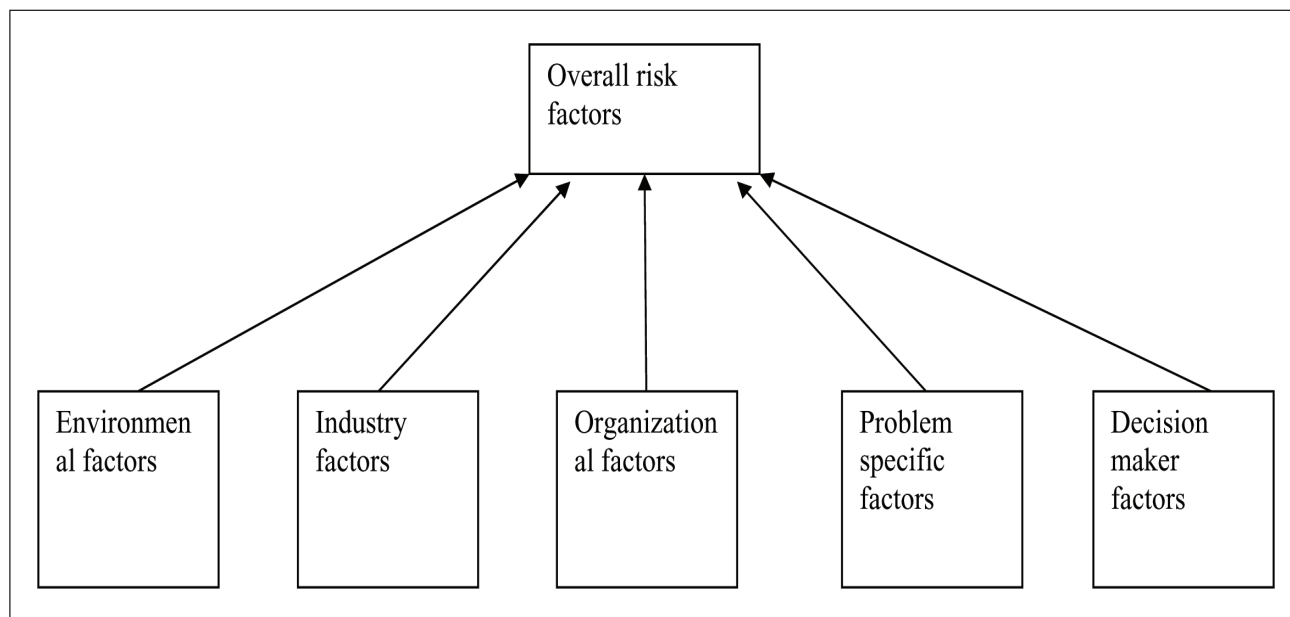 Overall risk
factors
Environmen
al factors
Industry
factors
Organization
al factors
Problem
specific
factors
Decision
maker
factors